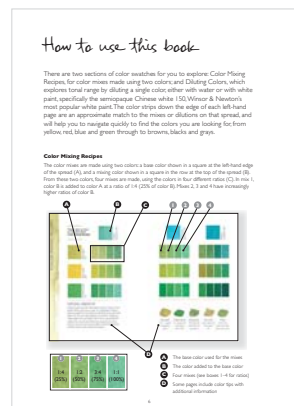 How to use this book
There are two sections of color swatches for you to explore: Color Mixing
Recipes, for color mixes made using two colors; and Diluting Colors, which
explores tonal range by diluting a single color, either with water or with white
paint, specifically the semiopaque Chinese white 150, Winsor & Newton's
most popular white paint. The color strips down the edge of each left-hand
page are an approximate match to the mixes or dilutions on that spread, and
will help you to navigate quickly to find the colors you are looking for, from
yellow, red, blue and green through to browns, blacks and grays.
Color Mixing Recipes
The color mixes are made using two colors: a base color shown in a square at the left-hand edge
of the spread (A), and a mixing color shown in a square in the row at the top of the spread (B).
From these two colors, four mixes are made, using the colors in four different ratios (C). In mix 1,
color B is added to color A at a ratio of 1:4 (25% of color B). Mixes 2, 3 and 4 have increasingly
higher ratios of color B.
A
B
C
1 2 3 4
D
1 2 3 4
1:4 1:2 3:4 1:1
(25%) (50%) (75%) (100%)
A The base color used for the mixes
B The color added to the base color
C Four mixes (see boxes 1–4 for ratios)
D Some pages include color tips with
additional information
6